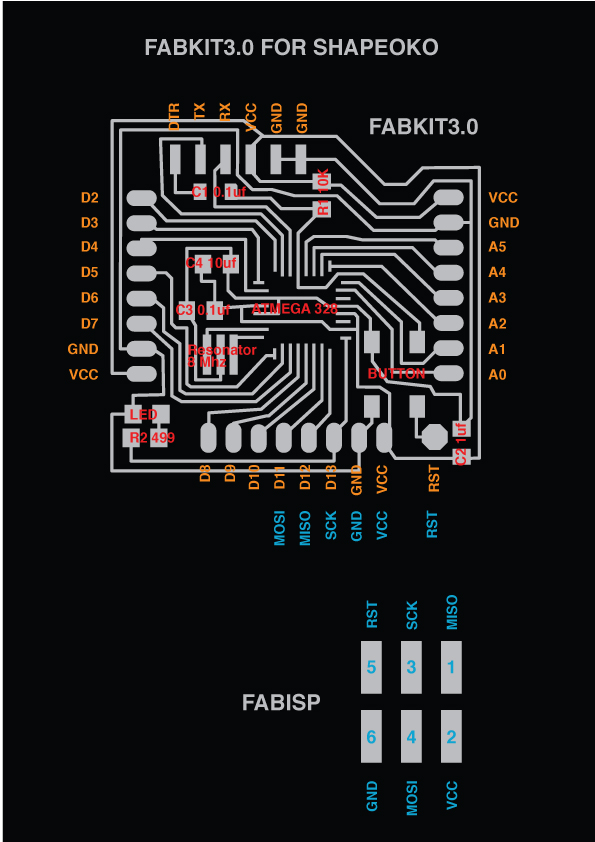 FABKIT3.0 FOR SHAPEOKO
FABKIT3.0
DTR
TX
RX
VCC
GND
GND
C1 0.1uf
R1 10K
D2
D3
D4
D5
D6
D7
GND
VCC
VCC
GND
A5
A4
A3
A2
A1
A0
C4 10uf
C3 0.1uf
ATMEGA 328
Resonator
8 Mhz
BUTTON
LED
R2 499
C2 1uf
D8
D9
D10
D11
D12
D13
GND
VCC
RST
MOSI
MISO
SCK
GND
VCC
RST
RST
SCK
MISO
5
3
1
FABISP
6
4
2
GND
MOSI
VCC